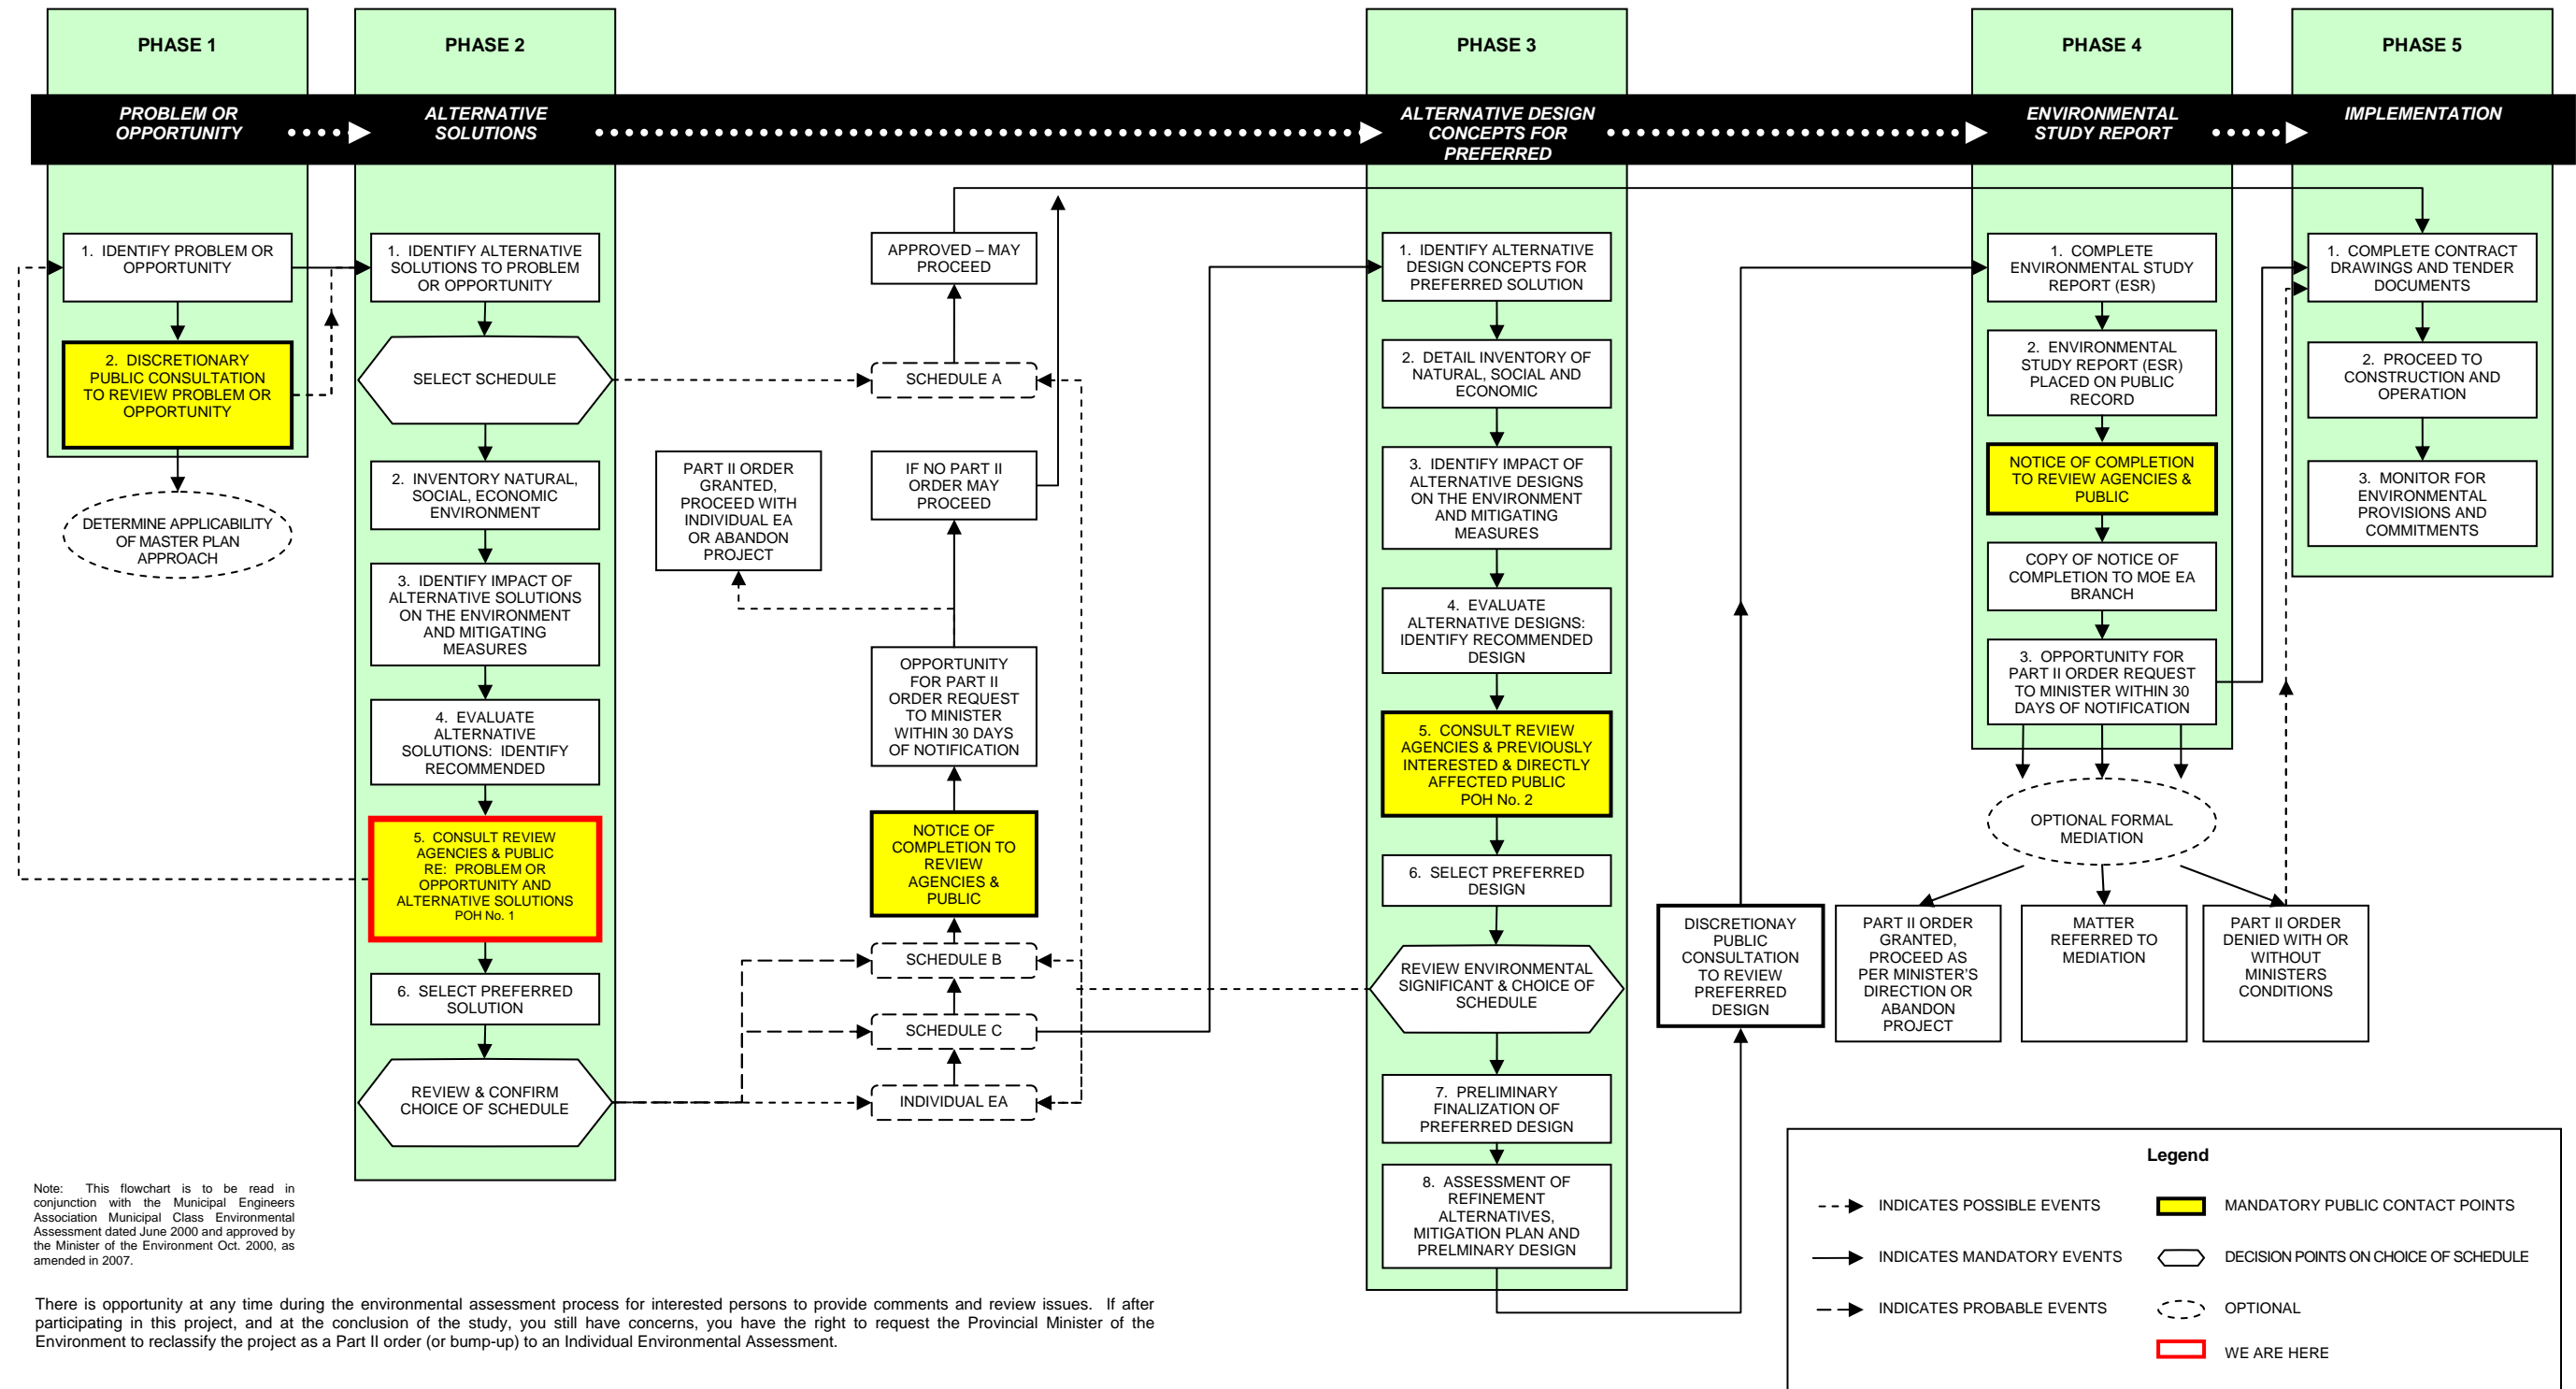 PHASE 1
PROBLEM OR
OPPORTUNITY
1. IDENTIFY PROBLEM OR
OPPORTUNITY
2. DISCRETIONARY
PUBLIC CONSULTATION
TO REVIEW PROBLEM OR
OPPORTUNITY
DETERMINE APPLICABILITY
OF MASTER PLAN
APPROACH
PHASE 2
ALTERNATIVE
SOLUTIONS
1. IDENTIFY ALTERNATIVE
SOLUTIONS TO PROBLEM
OR OPPORTUNITY
SELECT SCHEDULE
2. INVENTORY NATURAL,
SOCIAL, ECONOMIC
ENVIRONMENT
3. IDENTIFY IMPACT OF
ALTERNATIVE SOLUTIONS
ON THE ENVIRONMENT
AND MITIGATING
MEASURES
4. EVALUATE
ALTERNATIVE
SOLUTIONS: IDENTIFY
RECOMMENDED
5. CONSULT REVIEW
AGENCIES & PUBLIC
RE: PROBLEM OR
OPPORTUNITY AND
ALTERNATIVE SOLUTIONS
POH No. 1
6. SELECT PREFERRED
SOLUTION
REVIEW & CONFIRM
CHOICE OF SCHEDULE
APPROVED – MAY
PROCEED
SCHEDULE A
PART II ORDER
GRANTED,
PROCEED WITH
INDIVIDUAL EA
OR ABANDON
PROJECT
IF NO PART II
ORDER MAY
PROCEED
OPPORTUNITY
FOR PART II
ORDER REQUEST
TO MINISTER
WITHIN 30 DAYS
OF NOTIFICATION
NOTICE OF
COMPLETION TO
REVIEW
AGENCIES &
PUBLIC
SCHEDULE B
SCHEDULE C
INDIVIDUAL EA
PHASE 3
ALTERNATIVE DESIGN
CONCEPTS FOR
PREFERRED
1. IDENTIFY ALTERNATIVE
DESIGN CONCEPTS FOR
PREFERRED SOLUTION
2. DETAIL INVENTORY OF
NATURAL, SOCIAL AND
ECONOMIC
3. IDENTIFY IMPACT OF
ALTERNATIVE DESIGNS
ON THE ENVIRONMENT
AND MITIGATING
MEASURES
4. EVALUATE
ALTERNATIVE DESIGNS:
IDENTIFY RECOMMENDED
DESIGN
5. CONSULT REVIEW
AGENCIES & PREVIOUSLY
INTERESTED & DIRECTLY
AFFECTED PUBLIC
POH No. 2
6. SELECT PREFERRED
DESIGN
REVIEW ENVIRONMENTAL
SIGNIFICANT & CHOICE OF
SCHEDULE
7. PRELIMINARY
FINALIZATION OF
PREFERRED DESIGN
8. ASSESSMENT OF
REFINEMENT
ALTERNATIVES,
MITIGATION PLAN AND
PRELMINARY DESIGN
DISCRETIONAY
PUBLIC
CONSULTATION
TO REVIEW
PREFERRED
DESIGN
PHASE 4
ENVIRONMENTAL
STUDY REPORT
1. COMPLETE
ENVIRONMENTAL STUDY
REPORT (ESR)
2. ENVIRONMENTAL
STUDY REPORT (ESR)
PLACED ON PUBLIC
RECORD
NOTICE OF COMPLETION
TO REVIEW AGENCIES &
PUBLIC
COPY OF NOTICE OF
COMPLETION TO MOE EA
BRANCH
3. OPPORTUNITY FOR
PART II ORDER REQUEST
TO MINISTER WITHIN 30
DAYS OF NOTIFICATION
OPTIONAL FORMAL
MEDIATION
PART II ORDER
GRANTED,
PROCEED AS
PER MINISTER'S
DIRECTION OR
ABANDON
PROJECT
MATTER
REFERRED TO
MEDIATION
PART II ORDER
DENIED WITH OR
WITHOUT
MINISTERS
CONDITIONS
PHASE 5
IMPLEMENTATION
1. COMPLETE CONTRACT
DRAWINGS AND TENDER
DOCUMENTS
2. PROCEED TO
CONSTRUCTION AND
OPERATION
3. MONITOR FOR
ENVIRONMENTAL
PROVISIONS AND
COMMITMENTS
Note: This flowchart is to be read in
conjunction with the Municipal Engineers
Association Municipal Class Environmental
Assessment dated June 2000 and approved by
the Minister of the Environment Oct. 2000, as
amended in 2007.
There is opportunity at any time during the environmental assessment process for interested persons to provide comments and review issues. If after
participating in this project, and at the conclusion of the study, you still have concerns, you have the right to request the Provincial Minister of the
Environment to reclassify the project as a Part II order (or bump-up) to an Individual Environmental Assessment.
Legend
INDICATES POSSIBLE EVENTS
MANDATORY PUBLIC CONTACT POINTS
INDICATES MANDATORY EVENTS
DECISION POINTS ON CHOICE OF SCHEDULE
INDICATES PROBABLE EVENTS
OPTIONAL
WE ARE HERE